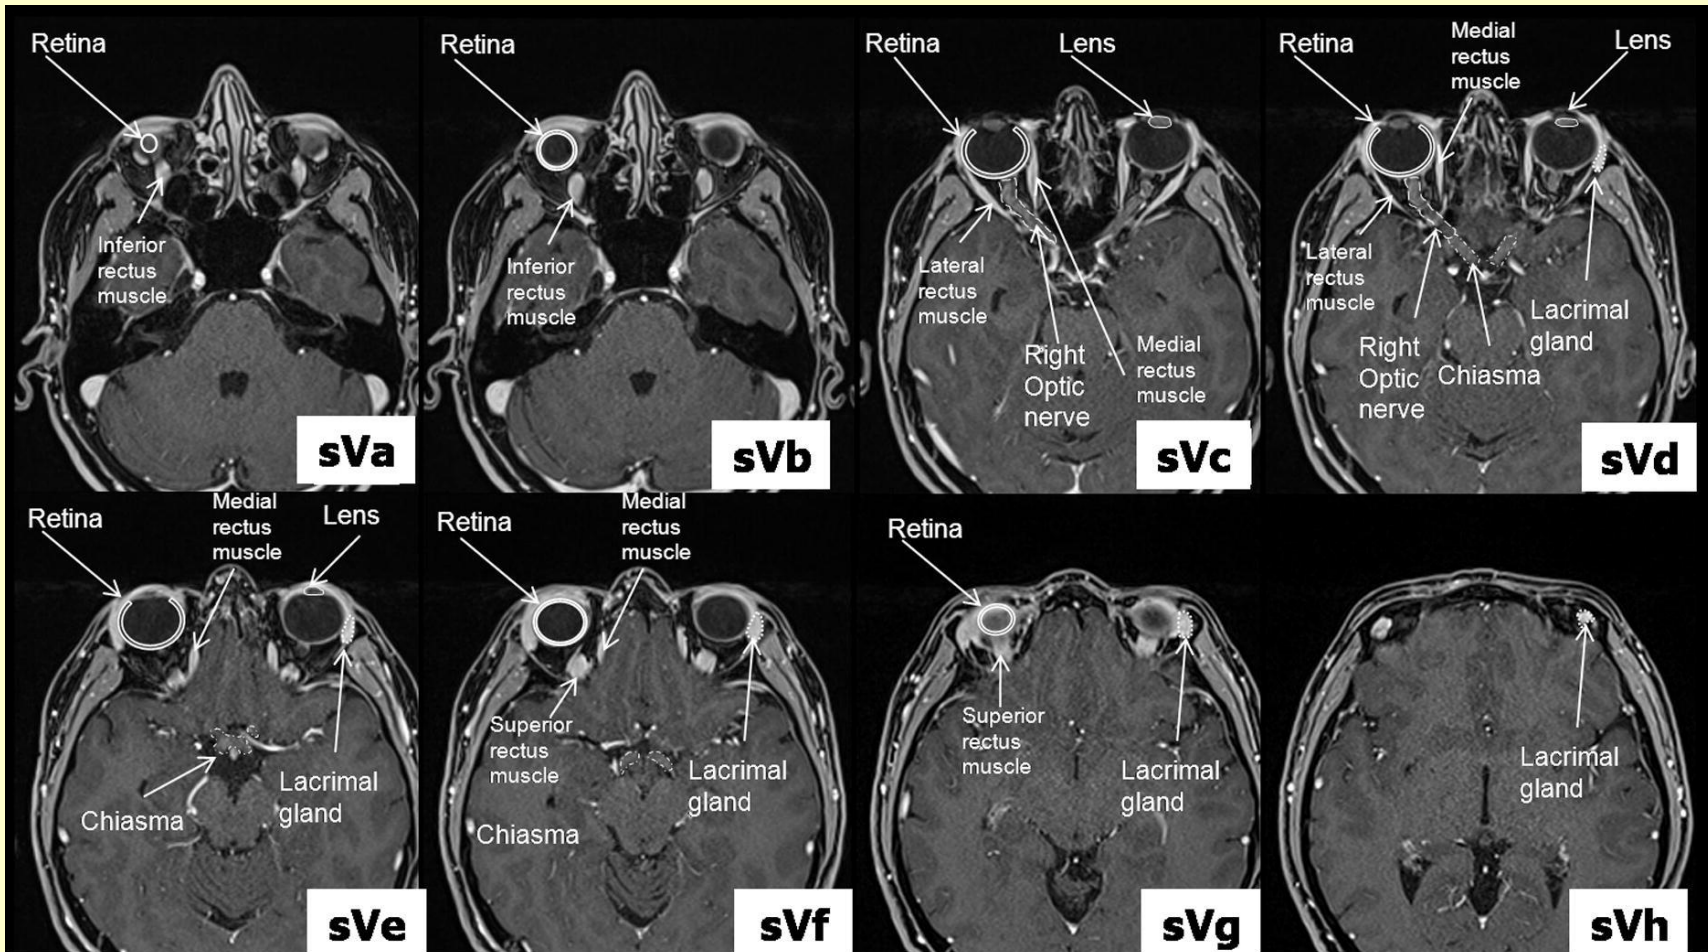 Retina
Inferior
rectus
muscle
sVa
Retina
Inferior
rectus
muscle
sVb
Retina
Lens
Lateral
rectus
muscle
Right
Optic
nerve
Medial
rectus
muscle
sVc
Retina
Medial
rectus
muscle
Lens
Lateral
rectus
muscle
Right
Optic
nerve
Chiasma
Lacrimal
gland
sVd
Retina
Medial
rectus
muscle
Lens
Chiasma
Lacrimal
gland
sVe
Retina
Medial
rectus
muscle
Superior
rectus
muscle
Lacrimal
gland
Chiasma
sVf
Retina
Superior
rectus
muscle
Lacrimal
gland
sVg
Lacrimal
gland
sVh